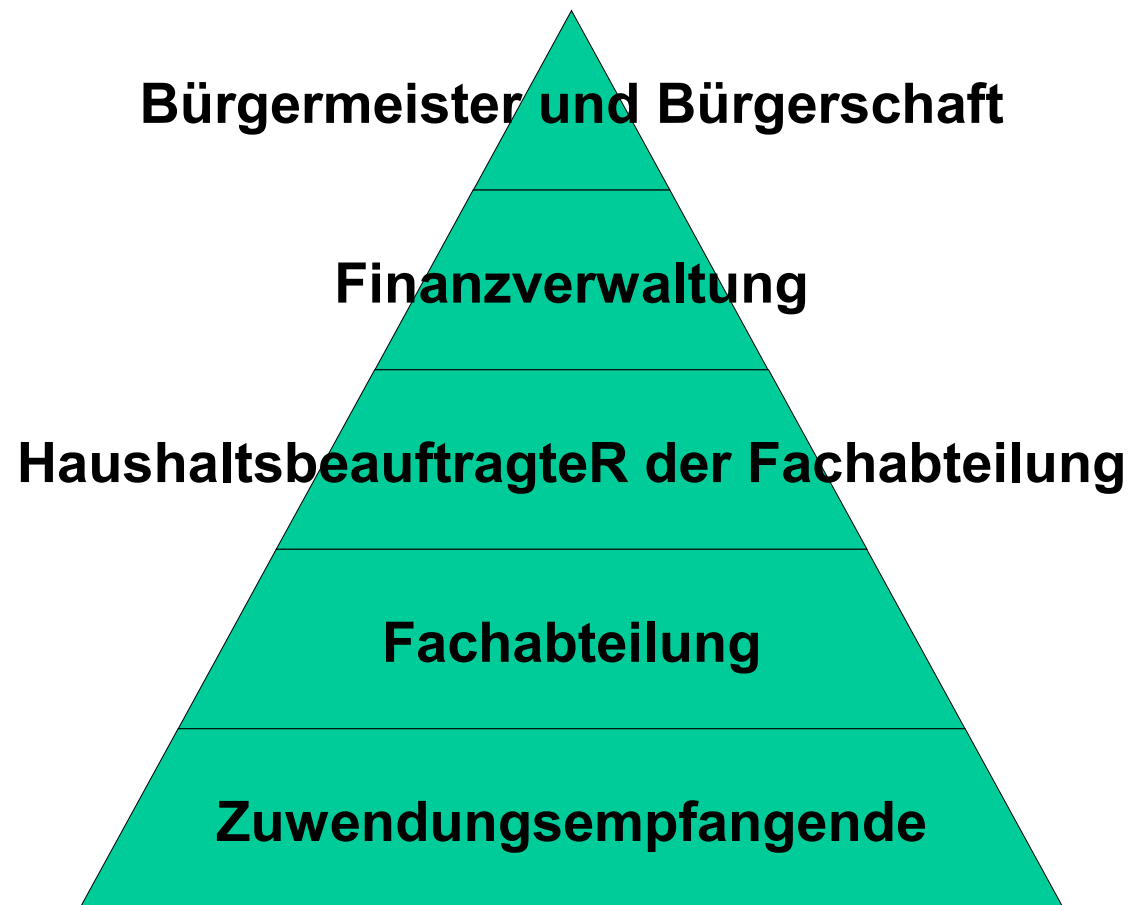 Bürgermeister und Bürgerschaft
Finanzverwaltung
HaushaltsbeauftragteR der Fachabteilung
Fachabteilung
Zuwendungsempfangende